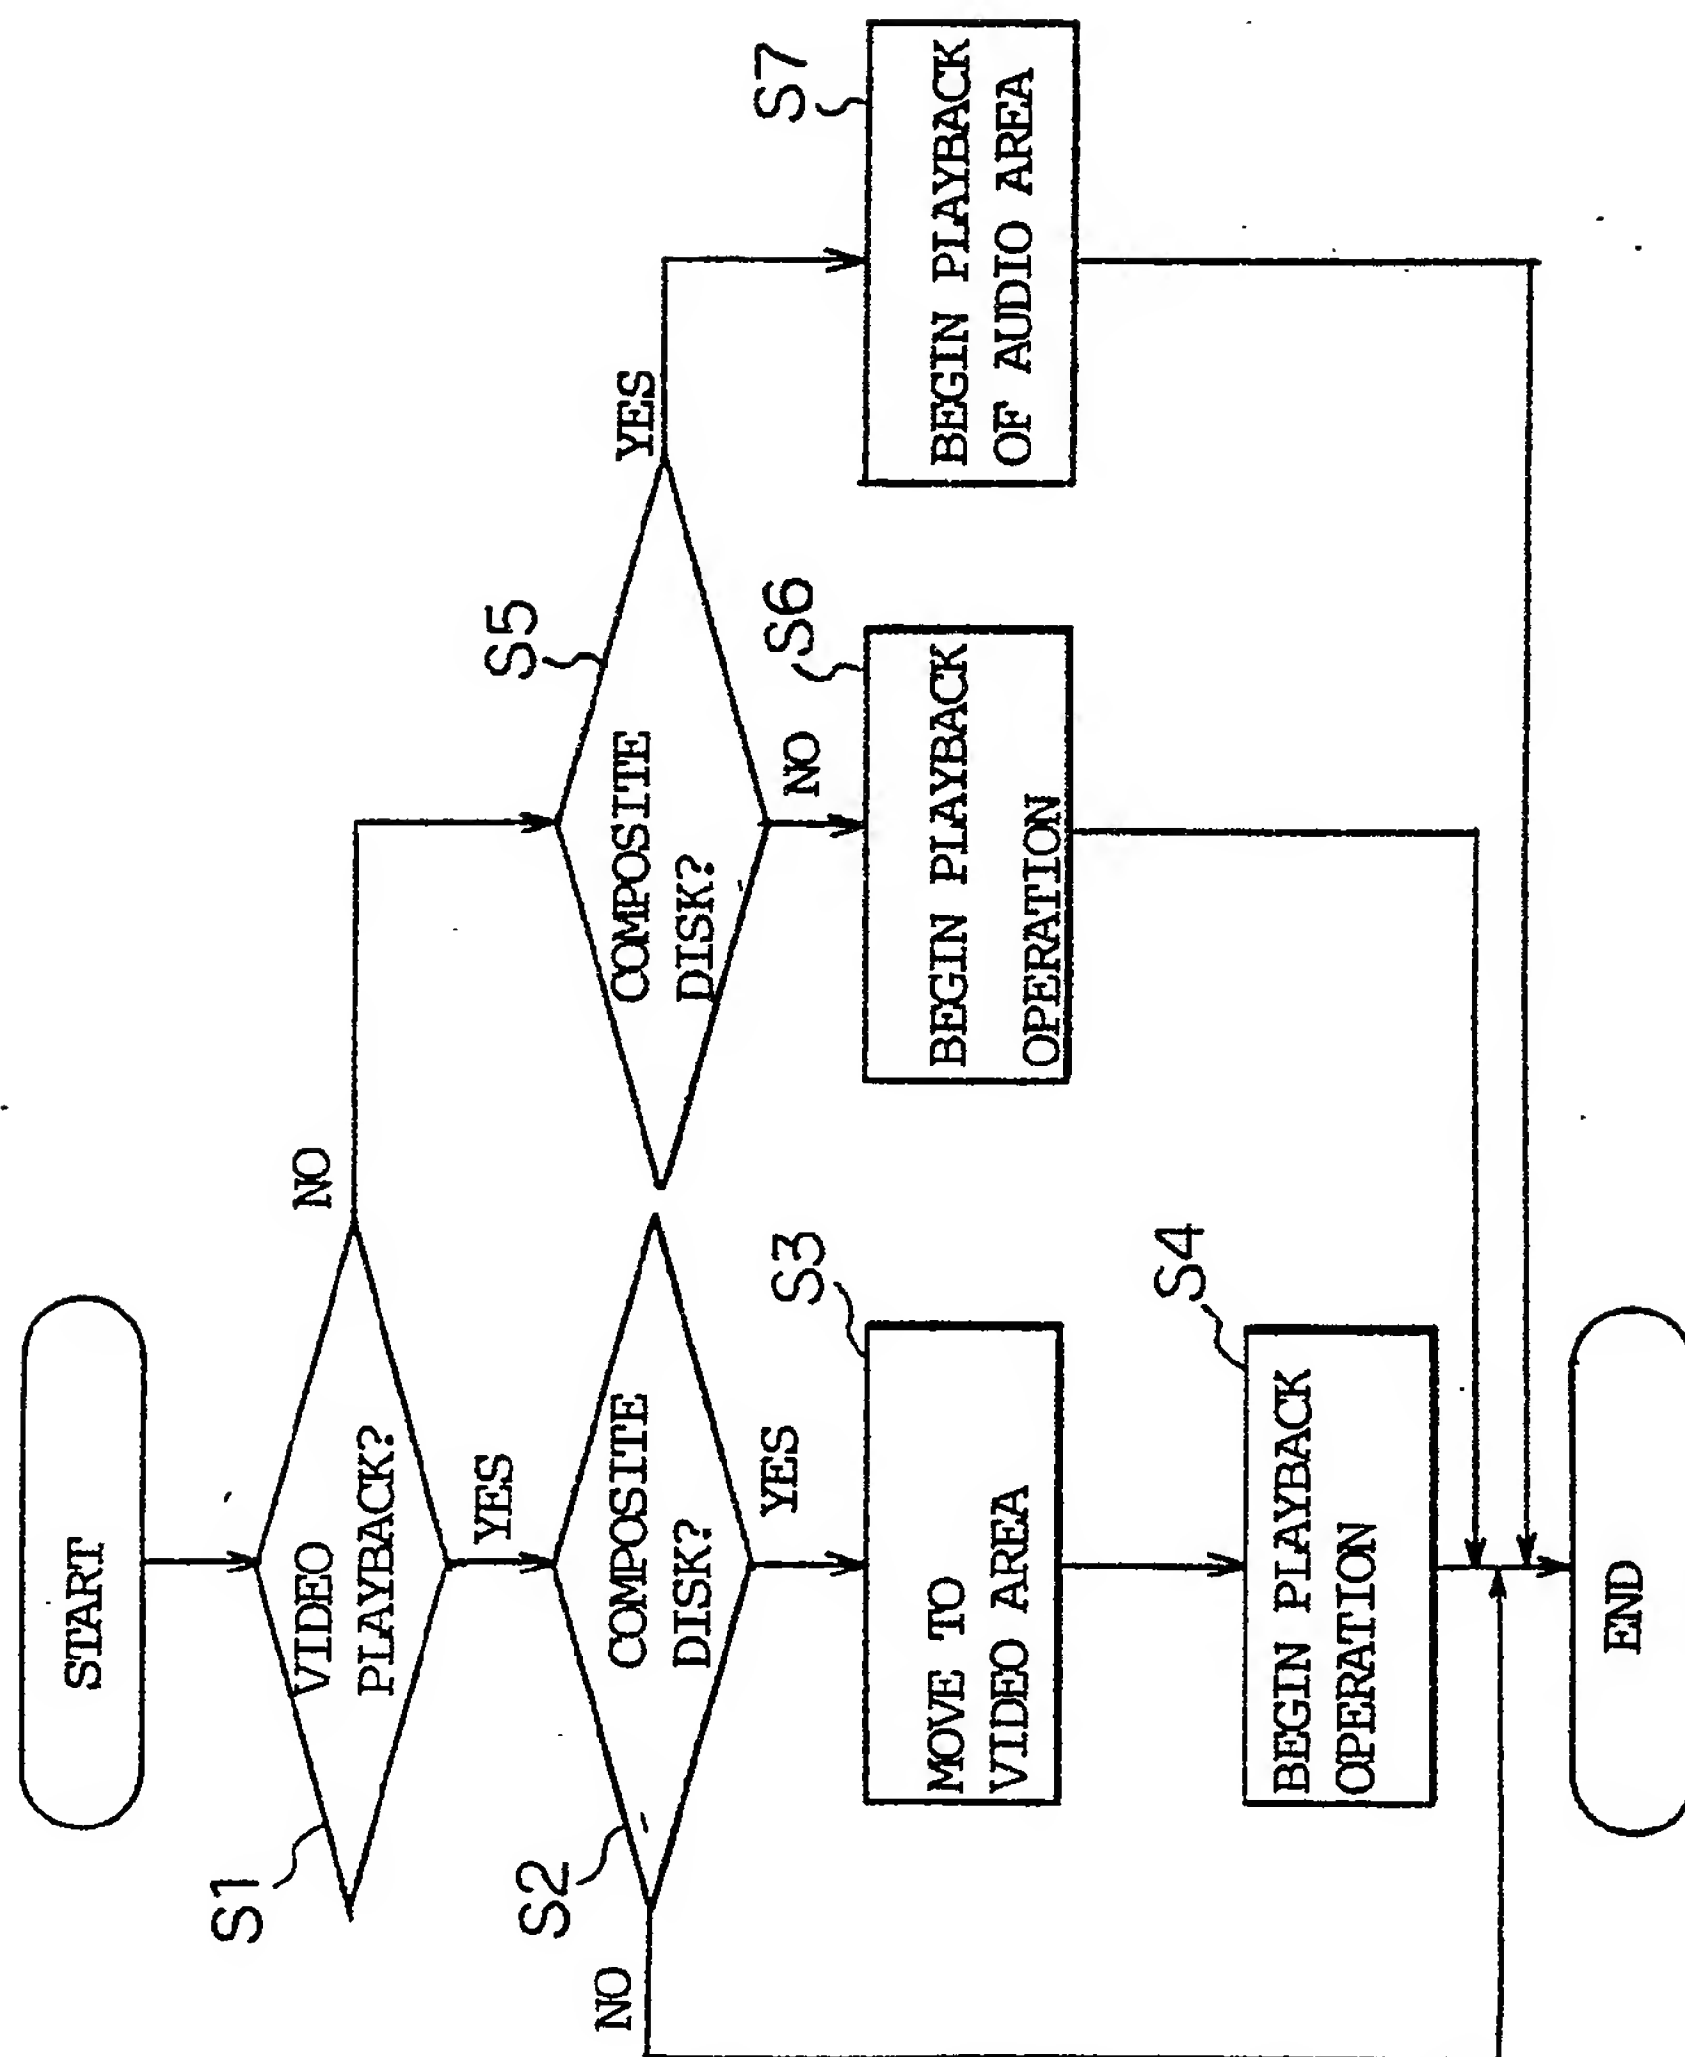 START
S1
VIDEO
PLAYBACK?
NO
YES
S2
COMPOSITE
DISK?
NO
YES
S5
COMPOSITE
DISK?
YES
NO
S3
MOVE TO
VIDEO AREA
S6
BEGIN PLAYBACK
OPERATION
S7
BEGIN PLAYBACK
OF AUDIO AREA
S4
BEGIN PLAYBACK
OPERATION
END